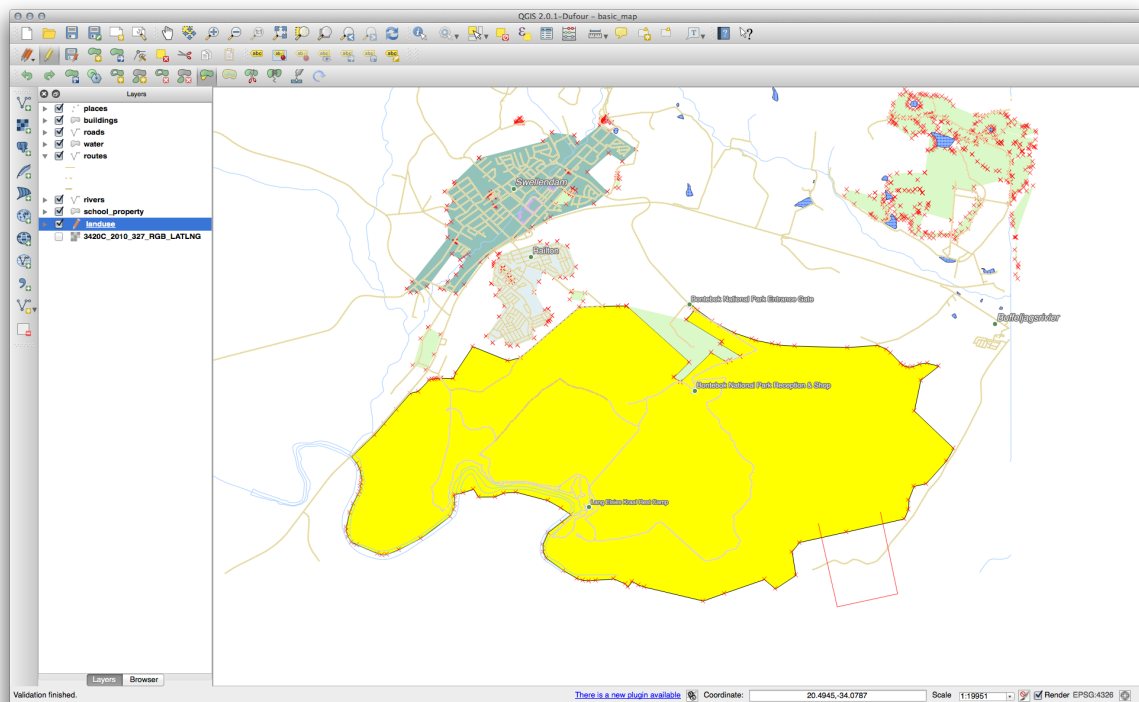 QGIS 2.0.1-Dufour - basic_map
Layers
places
buildings
roads
water
routes
rivers
school_property
landuse
3420C_2010_327_RGB_LATLNG
Swellendam
Railton
Bontebok National Park Entrance Gate
Buffeljagsrivier
Bontebok National Park Reception & Shop
Lang Elsies Kraal Rest Camp
Layers Browser
Validation finished. There is a new plugin available Coordinate: 20.4945,-34.0787 Scale 1:19951 Render EPSG:4326